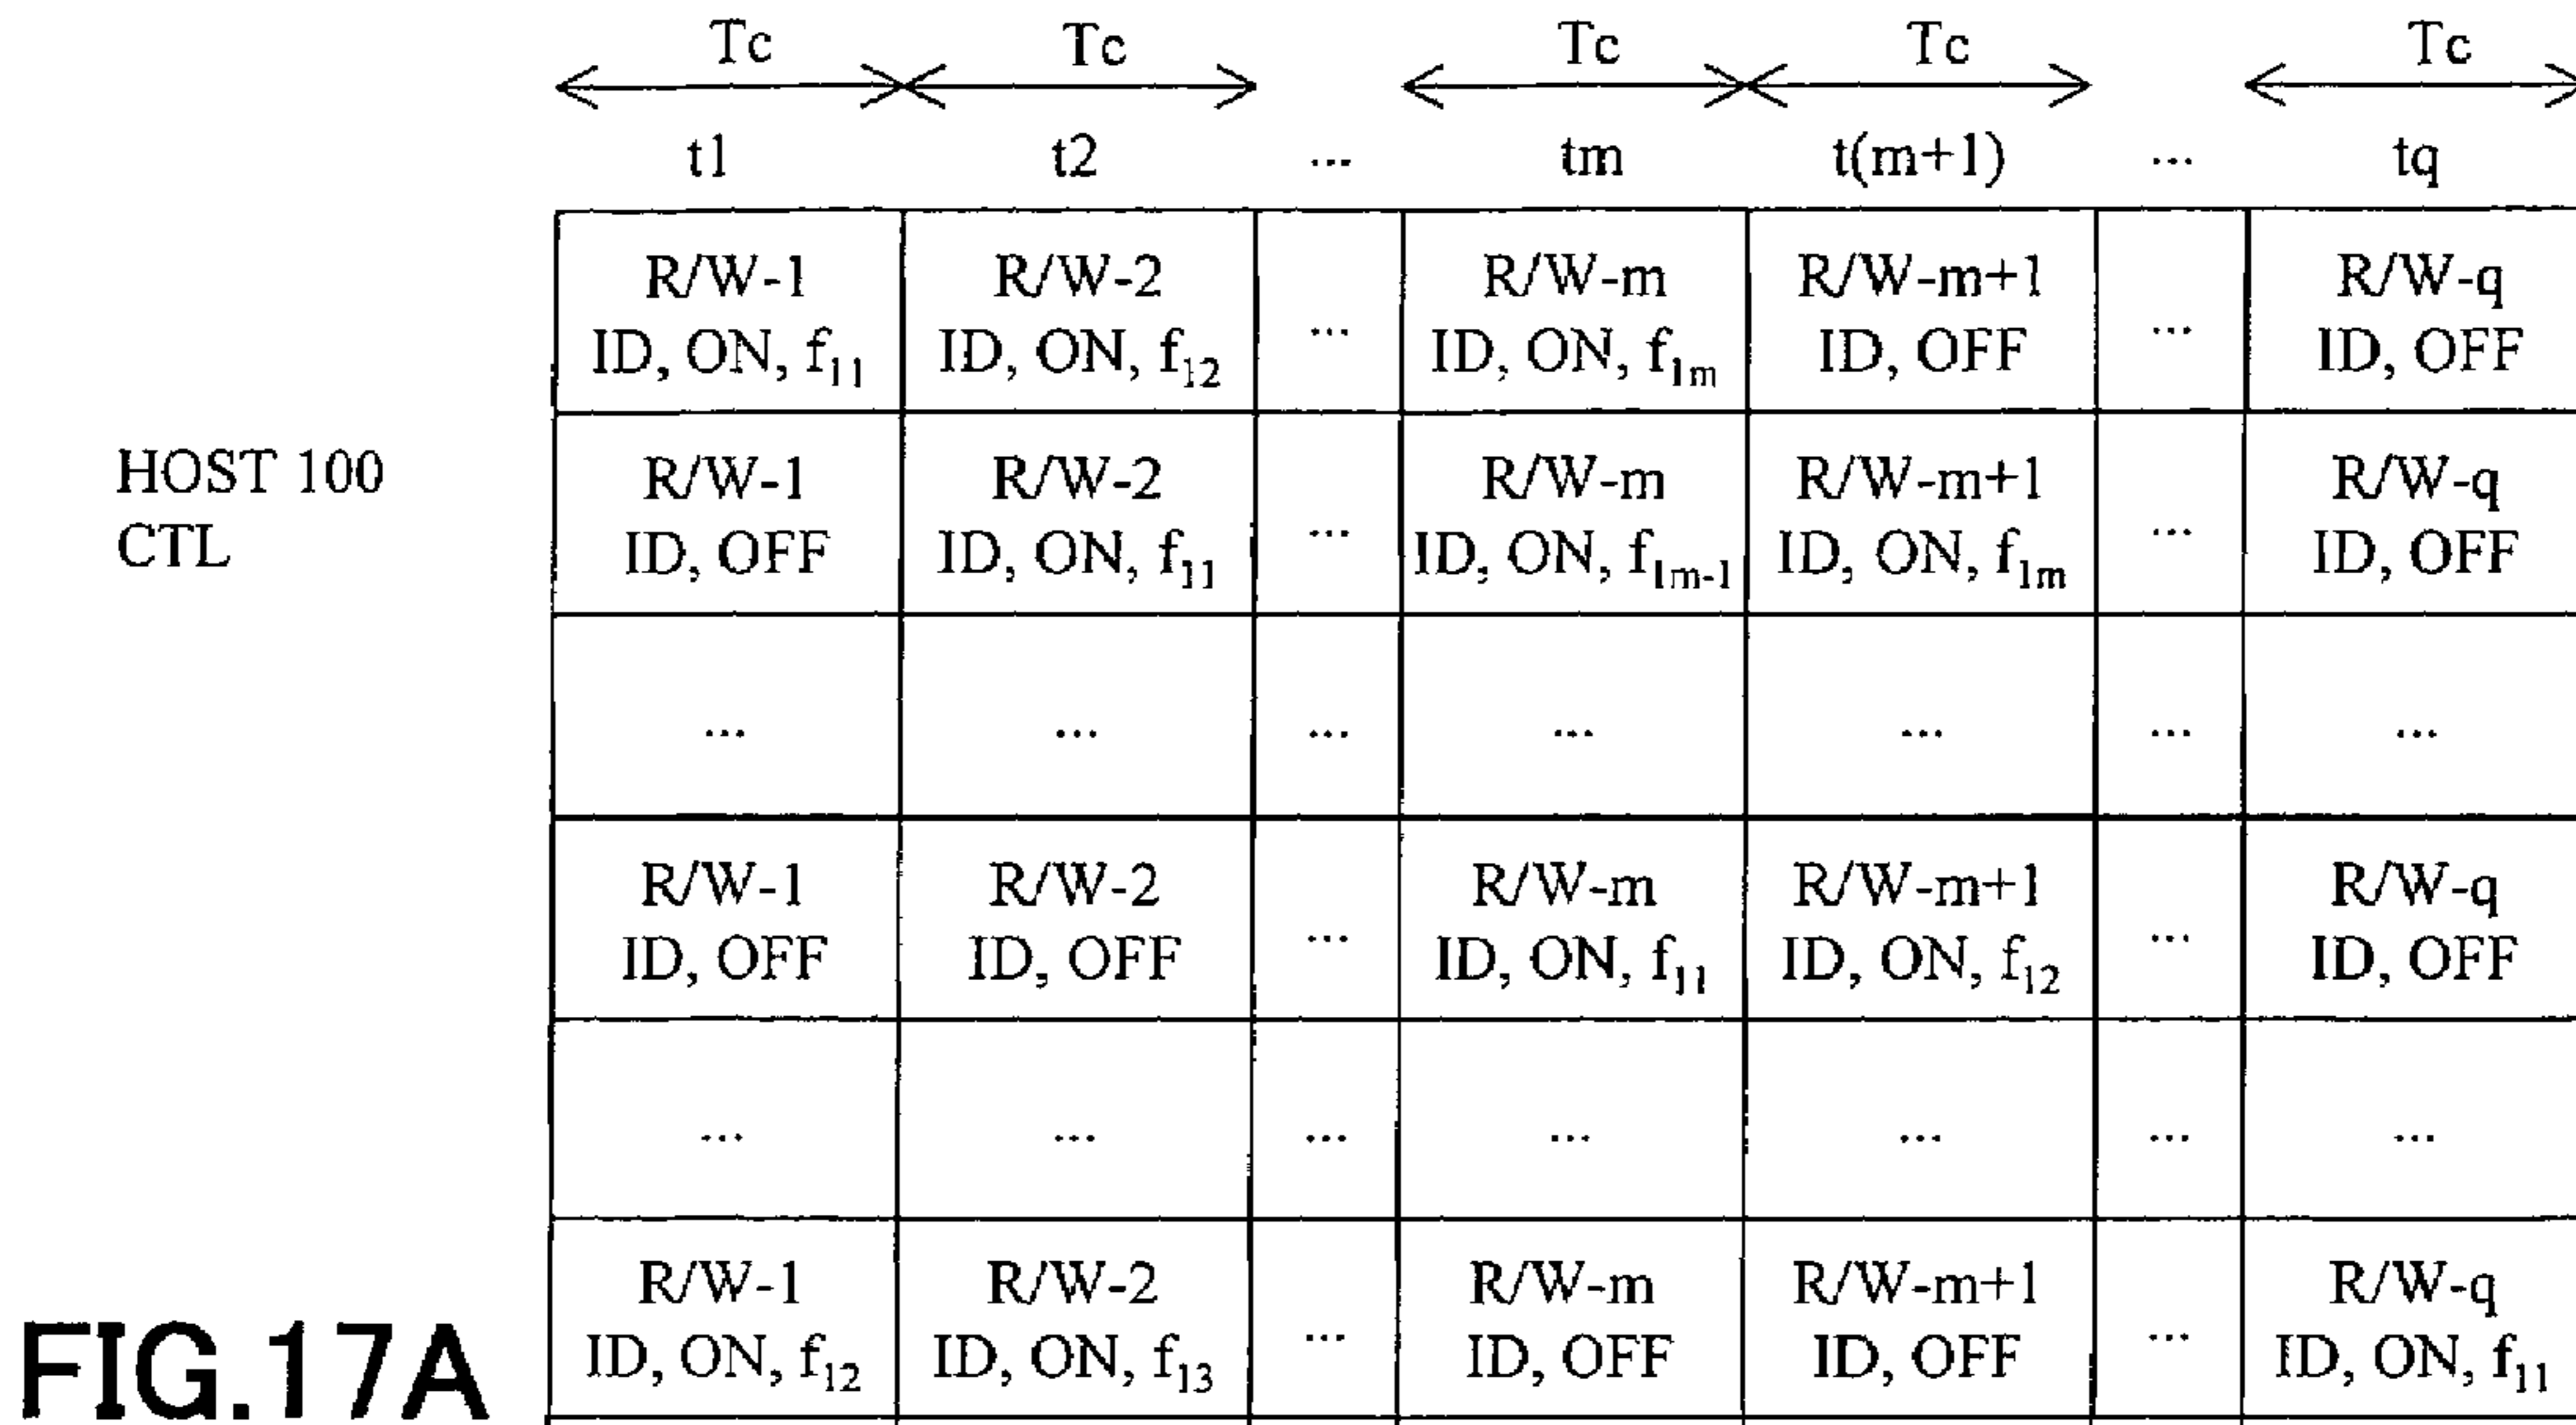 Tc Tc Tc Tc Tc
t1 t2 ... tm t(m+1) ... tq
R/W-1 R/W-2 R/W-m R/W-m+1 R/W-q
ID, ON, f11 ID, ON, f12 ... ID, ON, f1m ID, OFF ... ID, OFF
HOST 100
CTL
R/W-1 R/W-2 R/W-m R/W-m+1 R/W-q
ID, OFF ID, ON, f11 ... ID, ON, f1m-1 ID, ON, f1m ... ID, OFF
... ... ... ... ... ... ...
R/W-1 R/W-2 R/W-m R/W-m+1 R/W-q
ID, OFF ID, OFF ... ID, ON, f11 ID, ON, f12 ... ID, OFF
... ... ... ... ... ... ...
R/W-1 R/W-2 R/W-m R/W-m+1 R/W-q
ID, ON, f12 ID, ON, f13 ... ID, OFF ID, OFF ... ID, ON, f11
FIG.17A